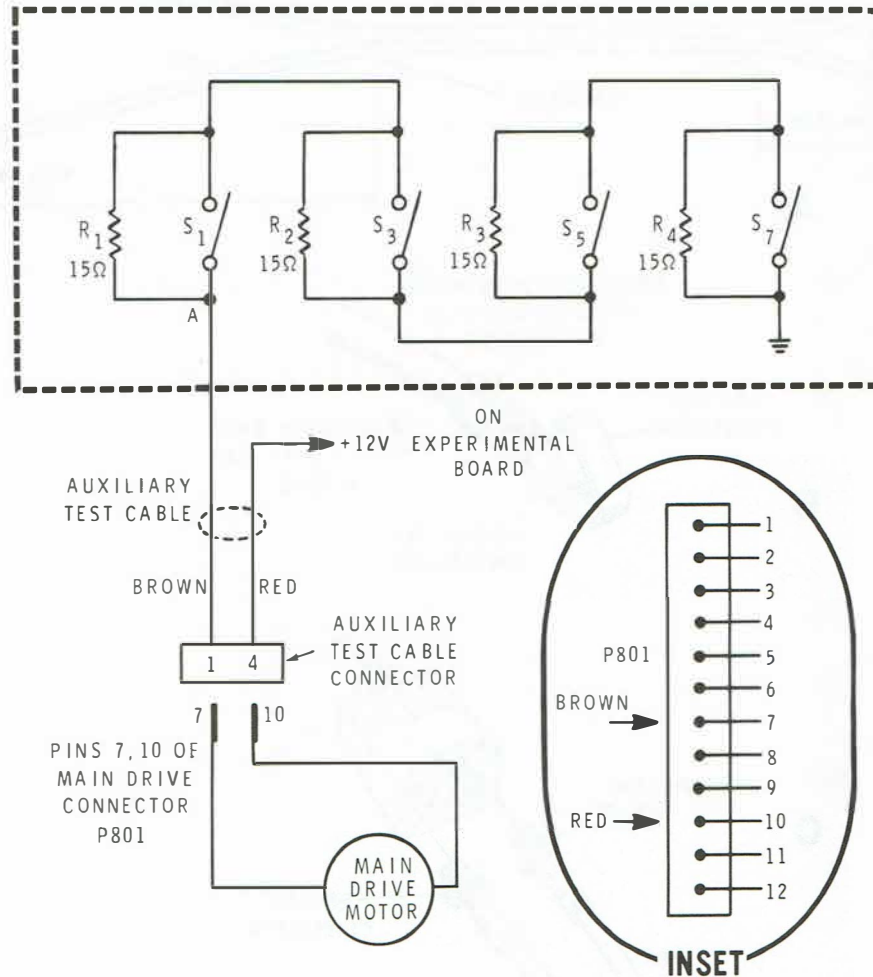 R1
15Ω
S1
R2
15Ω
S3
R3
15Ω
S5
R4
15Ω
S7
A
ON
+12V EXPERIMENTAL
BOARD
AUXILIARY
TEST CABLE
BROWN
RED
AUXILIARY
TEST CABLE
CONNECTOR
1 4
7 10
PINS 7, 10 OF
MAIN DRIVE
CONNECTOR
P801
MAIN
DRIVE
MOTOR
P801
BROWN
RED
1
2
3
4
5
6
7
8
9
10
11
12
INSET